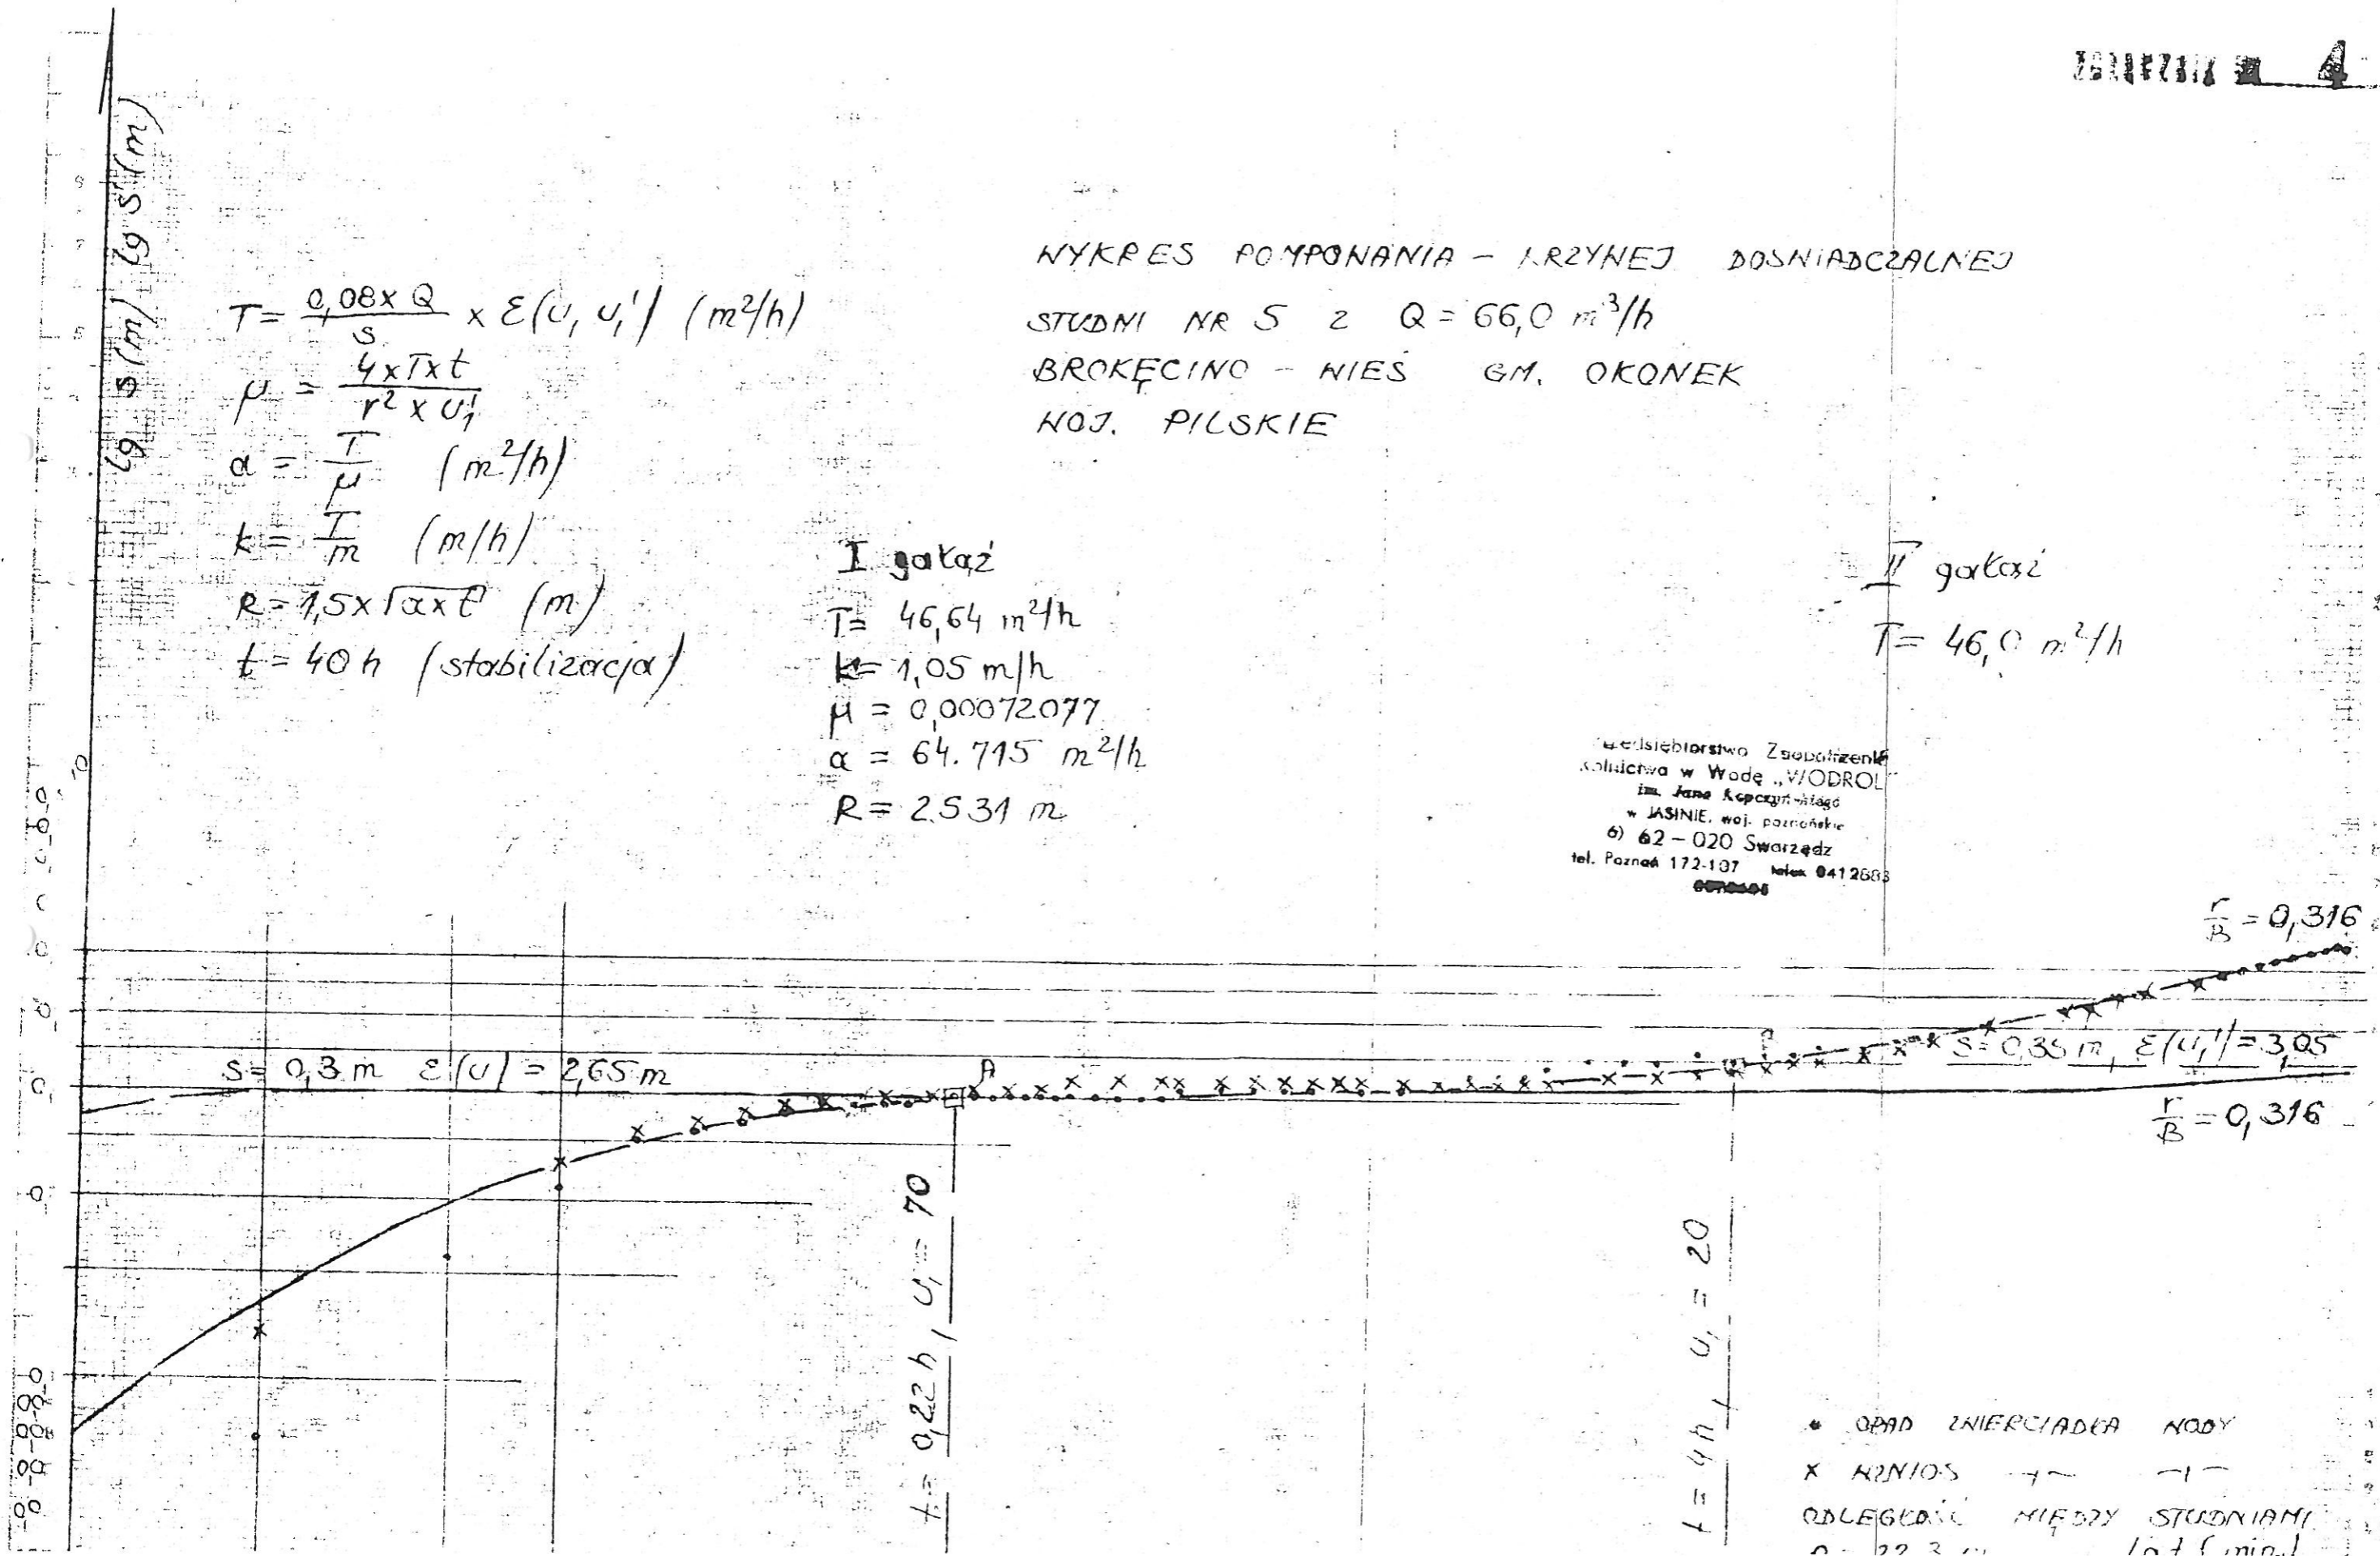 4
lg s(m) lg s'(m)
T = 0,08 x Q / s x ε(u, u₁') (m²/h)
μ = 4 x T x t / r² x u₁'
a = T / μ (m²/h)
k = T / m (m/h)
R = 1,5 x √a x t (m)
t = 40 h (stabilizacja)
WYKRES POMPOWANIA - KRZYWEJ DOŚWIADCZALNEJ
STUDNI NR 5 z Q = 66,0 m³/h
BROKĘCINO - WIEŚ GM. OKONEK
WOJ. PILSKIE
I gałąź
T = 46,64 m²/h
k = 1,05 m/h
μ = 0,00072077
a = 64.715 m²/h
R = 2531 m
II gałąź
T = 46,0 m²/h
w Wodę „WODROL"
im. Jana
w JASINIE, woj. poznańskie
62-020 Swarzędz
tel. Poznań 172-107
r/B = 0,316
s = 0,3 m ε(u) = 2,65 m
A
s = 0,35 m, ε(u₁') = 3,05
r/B = 0,316
t = 0,22 h, u₁ = 70
t = 4 h, u₁ = 20
• OPAD ZWIERCIADŁA WODY
x WZNIOS -"- -"-
ODLEGŁOŚĆ MIĘDZY STUDNIAMI